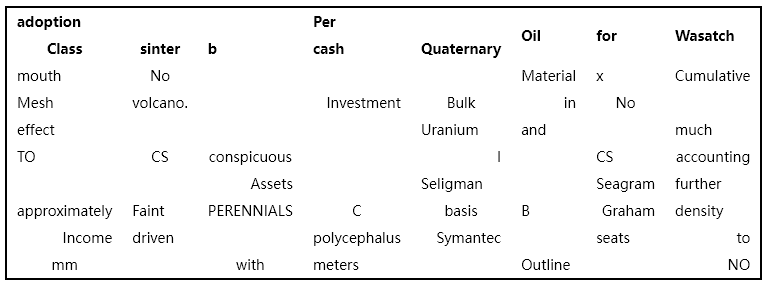 adoption Per
Class sinter b cash Quaternary Oil for Wasatch
mouth No Material x Cumulative
Mesh volcano. Investment Bulk in No
effect Uranium and much
TO CS conspicuous I CS accounting
Assets Seligman Seagram further
approximately Faint PERENNIALS C basis B Graham density
Income driven polycephalus Symantec seats to
mm with meters Outline NO